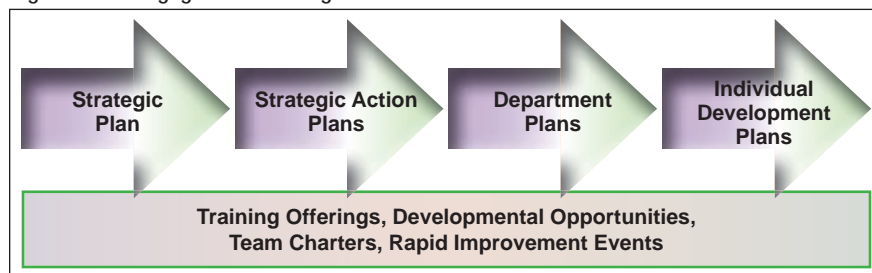 Strategic
Plan
Strategic Action
Plans
Department
Plans
Individual
Development
Plans
Training Offerings, Developmental Opportunities,
Team Charters, Rapid Improvement Events